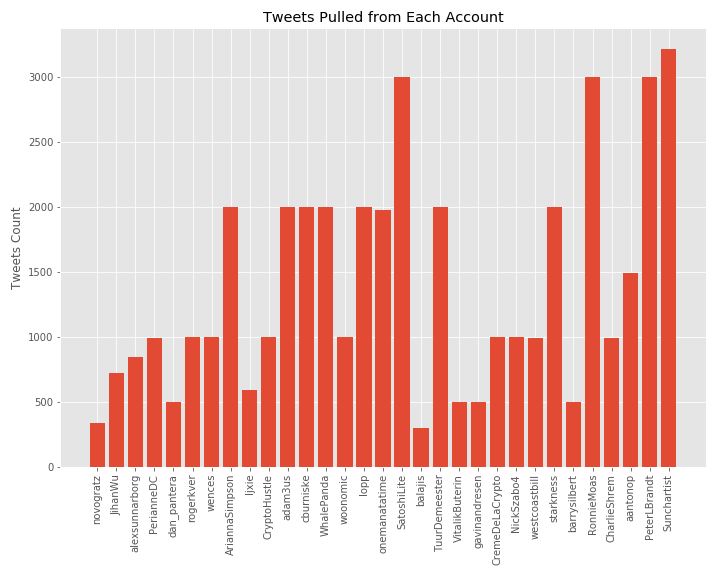 Tweets Pulled from Each Account
Tweets Count
3000
2500
2000
1500
1000
500
0
novogratz
JihanWu
alexsunnarborg
PerianneDC
dan_pantera
rogerkver
wences
AriannaSimpson
ljxie
CryptoHustle
adam3us
cburniske
WhalePanda
woonomic
lopp
onemanatatime
SatoshiLite
balajis
TuurDemeester
VitalikButerin
gavinandresen
CremeDeLaCrypto
NickSzabo4
westcoastbill
starkness
barrysilbert
RonnieMoas
CharlieShrem
aantonop
PeterLBrandt
Sunchartist